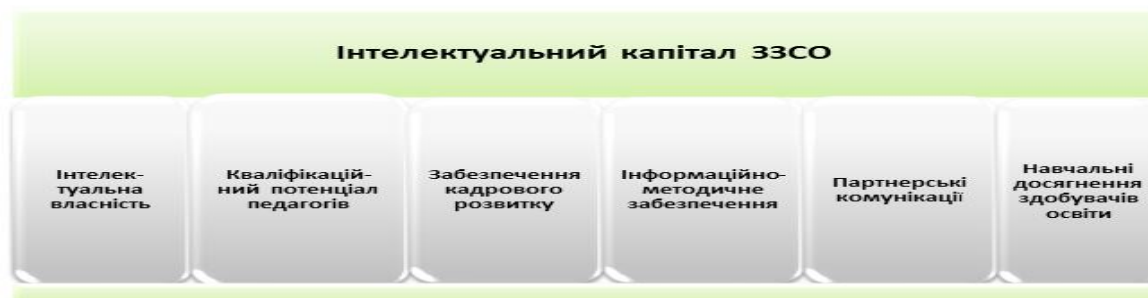 Інтелектуальний капітал ЗЗСО
Інтелек-
туальна
власність
Кваліфікацій-
ний потенціал
педагогів
Забезпечення
кадрового
розвитку
Інформаційно-
методичне
забезпечення
Партнерські
комунікації
Навчальні
досягнення
здобувачів
освіти